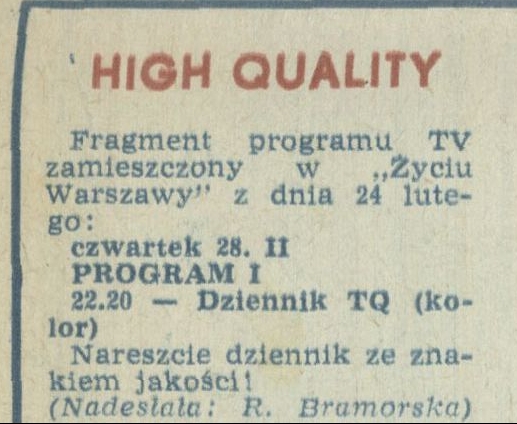 HIGH QUALITY
Fragment programu TV
zamieszczony w „Życiu
Warszawy” z dnia 24 lute-
go:
czwartek 28. II
PROGRAM I
22.20 — Dziennik TQ (ko-
lor)
Nareszcie dziennik ze zna-
kiem jakości!
(Nadesłała: R. Bramorska)